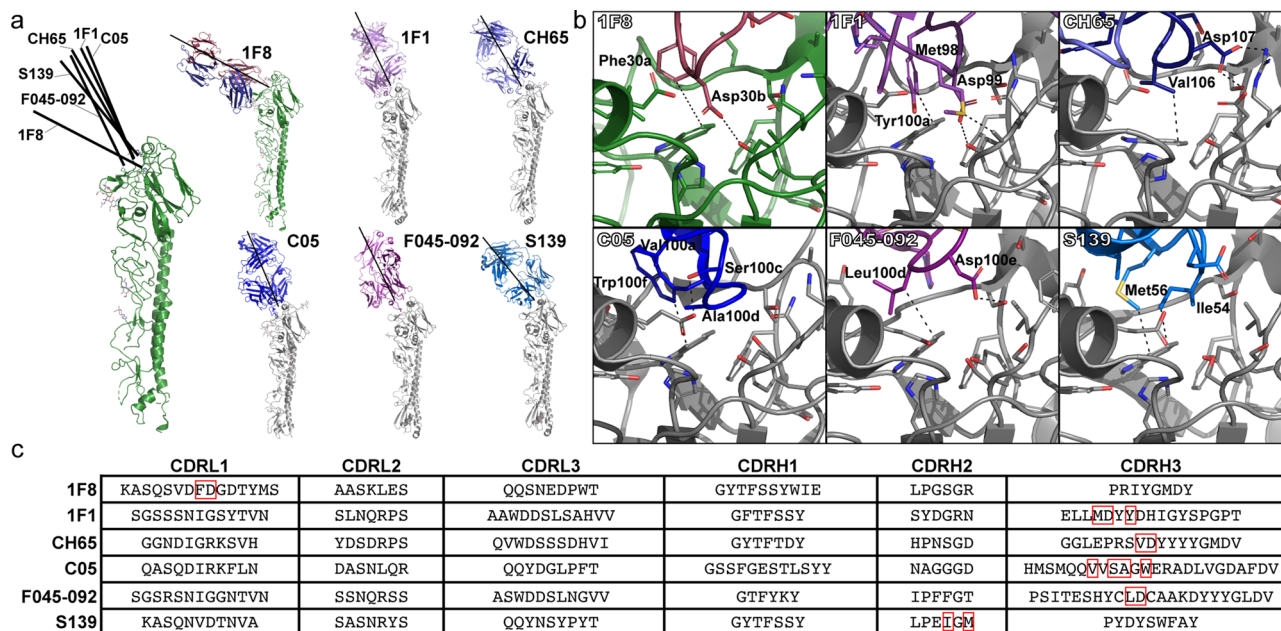 a
CH65
1F1
C05
S139
F045-092
1F8
1F1
CH65
C05
F045-092
S139
b
1F8
Phe30a
Asp30b
1F1
Met98
Asp99
Tyr100a
CH65
Asp107
Val106
C05
Val100a
Ser100c
Trp100f
Ala100d
F045-092
Asp100e
Leu100d
S139
Met56
Ile54
c
CDRL1 CDRL2 CDRL3 CDRH1 CDRH2 CDRH3
1F8 KASQSVDFDGDTYMS AASKLES QQSNEDPWT GYTFSSYWIE LPGSGR PRIYGMDY
1F1 SGSSSNIGSYTVN SLNQRPS AAWDDSLSAHVV GFTFSSY SYDGRN ELLMDYYDHIGYSPGPT
CH65 GGNDIGRKSVH YDSDRPS QVWDSSSDHVI GYTFTDY HPNSGD GGLEPRSVDYYYYGMDV
C05 QASQDIRKFLN DASNLQR QQYDGLPFT GSSFGESTLSYY NAGGGD HMSMQQVVSAGWERADLVGDAFDV
F045-092 SGSRSNIGGNTVN SSNQRSS ASWDDSLNGVV GTFYKY IPFFGT PSITESHYCLDCAAKDYYYGLDV
S139 KASQNVDTNVA SASNRYS QQYNSYPYT GYTFSSY LPEIGM PYDYSWFAY